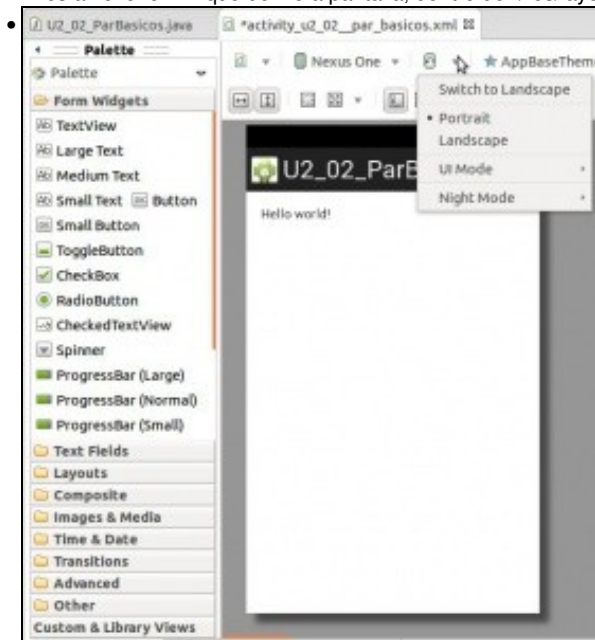 U2_02_ParBasicos.java
*activity_u2_02__par_basicos.xml
Palette
Palette
Form Widgets
TextView
Large Text
Medium Text
Small Text Button
Small Button
ToggleButton
CheckBox
RadioButton
CheckedTextView
Spinner
ProgressBar (Large)
ProgressBar (Normal)
ProgressBar (Small)
Text Fields
Layouts
Composite
Images & Media
Time & Date
Transitions
Advanced
Other
Custom & Library Views
Nexus One
AppBaseTheme
Switch to Landscape
Portrait
Landscape
UI Mode
Night Mode
U2_02_ParB
Hello world!